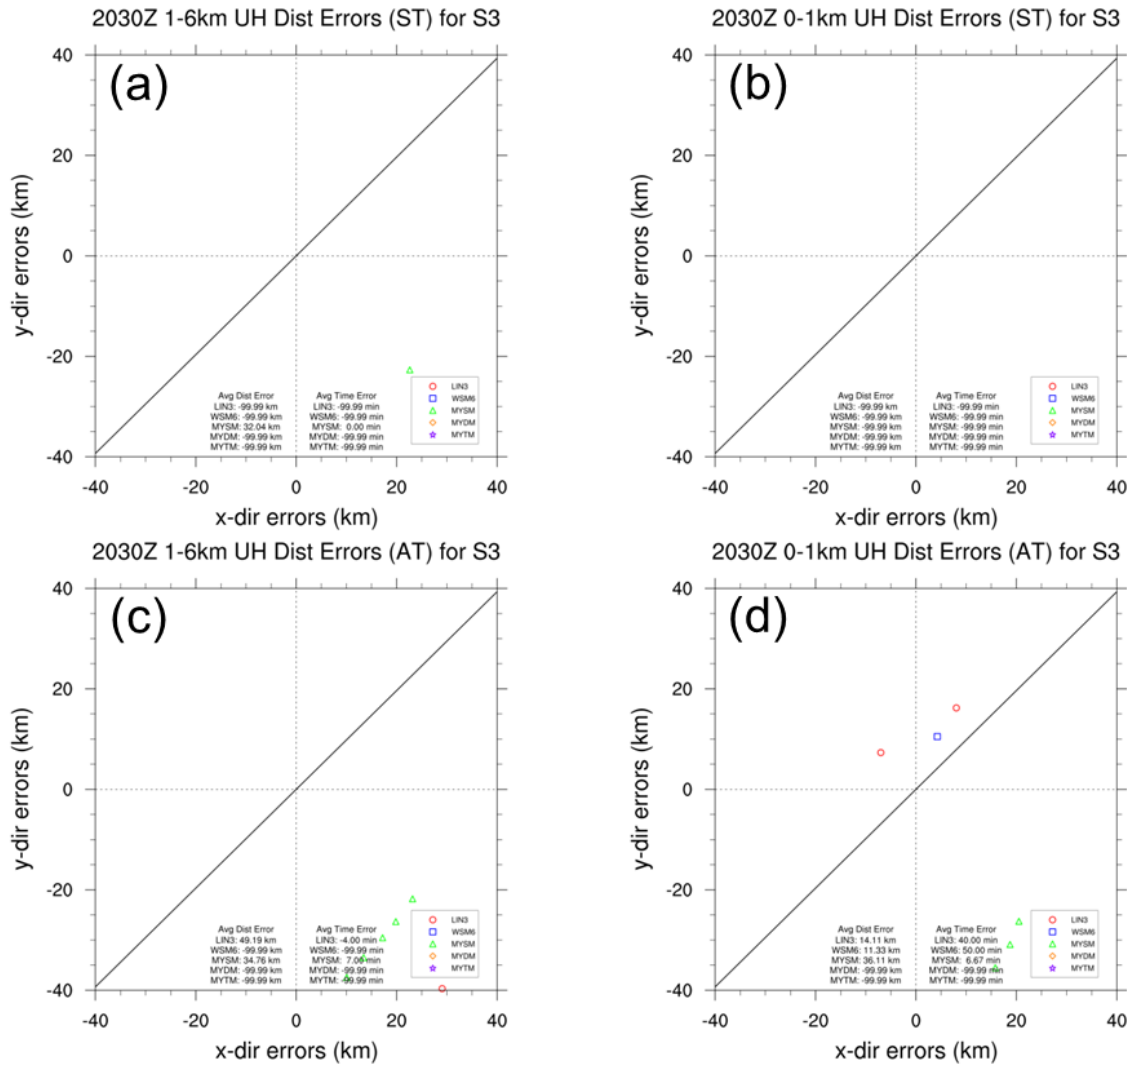 2030Z 1-6km UH Dist Errors (ST) for S3
(a)
40
20
0
-20
-40
y-dir errors (km)
-40 -20 0 20 40
x-dir errors (km)
Avg Dist Error
LIN3: -99.99 km
WSM6: -99.99 km
MYSM: 32.04 km
MYDM: -99.99 km
MYTM: -99.99 km
Avg Time Error
LIN3: -99.99 min
WSM6: -99.99 min
MYSM: 0.00 min
MYDM: -99.99 min
MYTM: -99.99 min
LIN3
WSM6
MYSM
MYDM
MYTM
2030Z 0-1km UH Dist Errors (ST) for S3
(b)
40
20
0
-20
-40
y-dir errors (km)
-40 -20 0 20 40
x-dir errors (km)
Avg Dist Error
LIN3: -99.99 km
WSM6: -99.99 km
MYSM: -99.99 km
MYDM: -99.99 km
MYTM: -99.99 km
Avg Time Error
LIN3: -99.99 min
WSM6: -99.99 min
MYSM: -99.99 min
MYDM: -99.99 min
MYTM: -99.99 min
LIN3
WSM6
MYSM
MYDM
MYTM
2030Z 1-6km UH Dist Errors (AT) for S3
(c)
40
20
0
-20
-40
y-dir errors (km)
-40 -20 0 20 40
x-dir errors (km)
Avg Dist Error
LIN3: 49.19 km
WSM6: -99.99 km
MYSM: 34.76 km
MYDM: -99.99 km
MYTM: -99.99 km
Avg Time Error
LIN3: -4.00 min
WSM6: -99.99 min
MYSM: 7.00 min
MYDM: -99.99 min
MYTM: -99.99 min
LIN3
WSM6
MYSM
MYDM
MYTM
2030Z 0-1km UH Dist Errors (AT) for S3
(d)
40
20
0
-20
-40
y-dir errors (km)
-40 -20 0 20 40
x-dir errors (km)
Avg Dist Error
LIN3: 14.11 km
WSM6: 11.33 km
MYSM: 36.11 km
MYDM: -99.99 km
MYTM: -99.99 km
Avg Time Error
LIN3: 40.00 min
WSM6: 50.00 min
MYSM: 6.67 min
MYDM: -99.99 min
MYTM: -99.99 min
LIN3
WSM6
MYSM
MYDM
MYTM